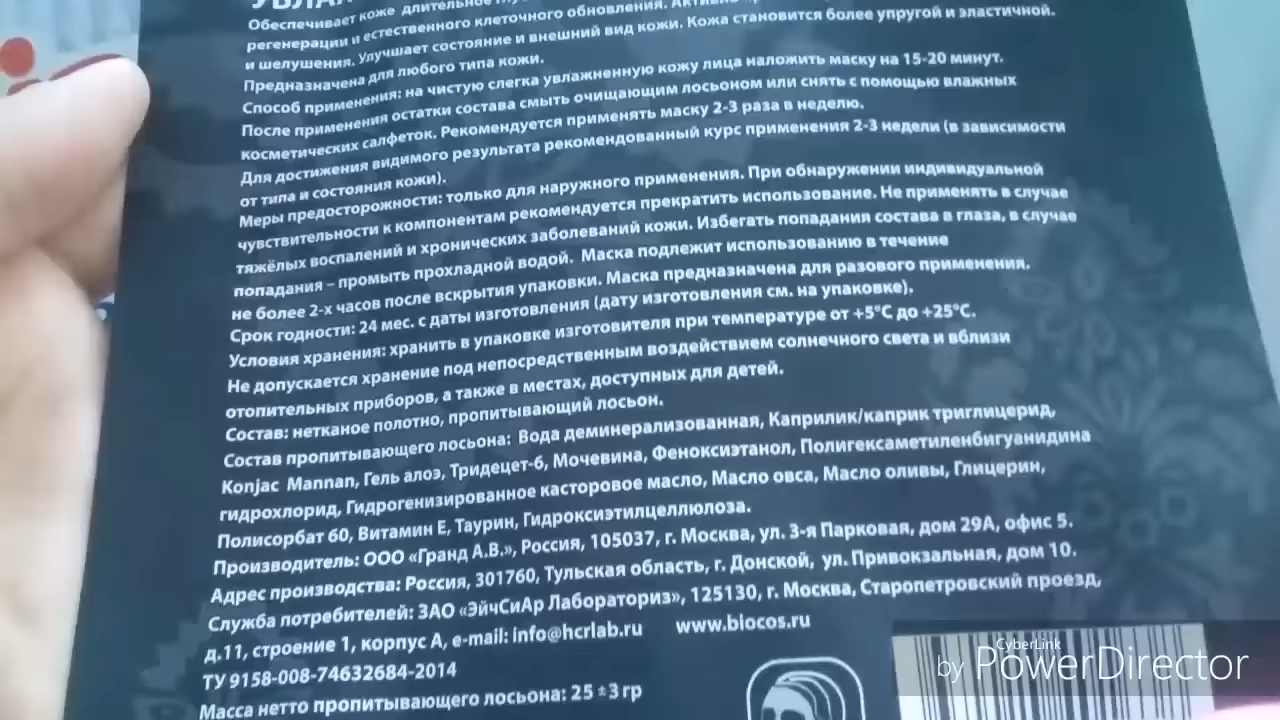 Обеспечивает коже длительное
регенерации и естественного клеточного обновления.
и шелушения. Улучшает состояние и внешний вид кожи. Кожа становится более упругой и эластичной.
Предназначена для любого типа кожи.
Способ применения: на чистую слегка увлажненную кожу лица наложить маску на 15-20 минут.
После применения остатки состава смыть очищающим лосьоном или снять с помощью влажных
косметических салфеток. Рекомендуется применять маску 2-3 раза в неделю.
Для достижения видимого результата рекомендованный курс применения 2-3 недели (в зависимости
от типа и состояния кожи).
Меры предосторожности: только для наружного применения. При обнаружении индивидуальной
чувствительности к компонентам рекомендуется прекратить использование. Не применять в случае
тяжёлых воспалений и хронических заболеваний кожи. Избегать попадания состава в глаза, в случае
попадания – промыть прохладной водой. Маска подлежит использованию в течение
не более 2-х часов после вскрытия упаковки. Маска предназначена для разового применения.
Срок годности: 24 мес. с даты изготовления (дату изготовления см. на упаковке).
Условия хранения: хранить в упаковке изготовителя при температуре от +5°С до +25°С.
Не допускается хранение под непосредственным воздействием солнечного света и вблизи
отопительных приборов, а также в местах, доступных для детей.
Состав: нетканое полотно, пропитывающий лосьон.
Состав пропитывающего лосьона: Вода деминерализованная, Каприлик/каприк триглицерид,
Konjac Mannan, Гель алоэ, Тридецет-6, Мочевина, Феноксиэтанол, Полигексаметиленбигуанидина
гидрохлорид, Гидрогенизированное касторовое масло, Масло овса, Масло оливы, Глицерин,
Полисорбат 60, Витамин Е, Таурин, Гидроксиэтилцеллюлоза.
Производитель: ООО «Гранд А.В.», Россия, 105037, г. Москва, ул. 3-я Парковая, дом 29А, офис 5.
Адрес производства: Россия, 301760, Тульская область, г. Донской, ул. Привокзальная, дом 10.
Служба потребителей: ЗАО «ЭйчСиАр Лабораториз», 125130, г. Москва, Старопетровский проезд,
д.11, строение 1, корпус А, e-mail: info@hcrlab.ru www.biocos.ru
ТУ 9158-008-74632684-2014
Масса нетто пропитывающего лосьона: 25 ±3 гр
CyberLink
by PowerDirector